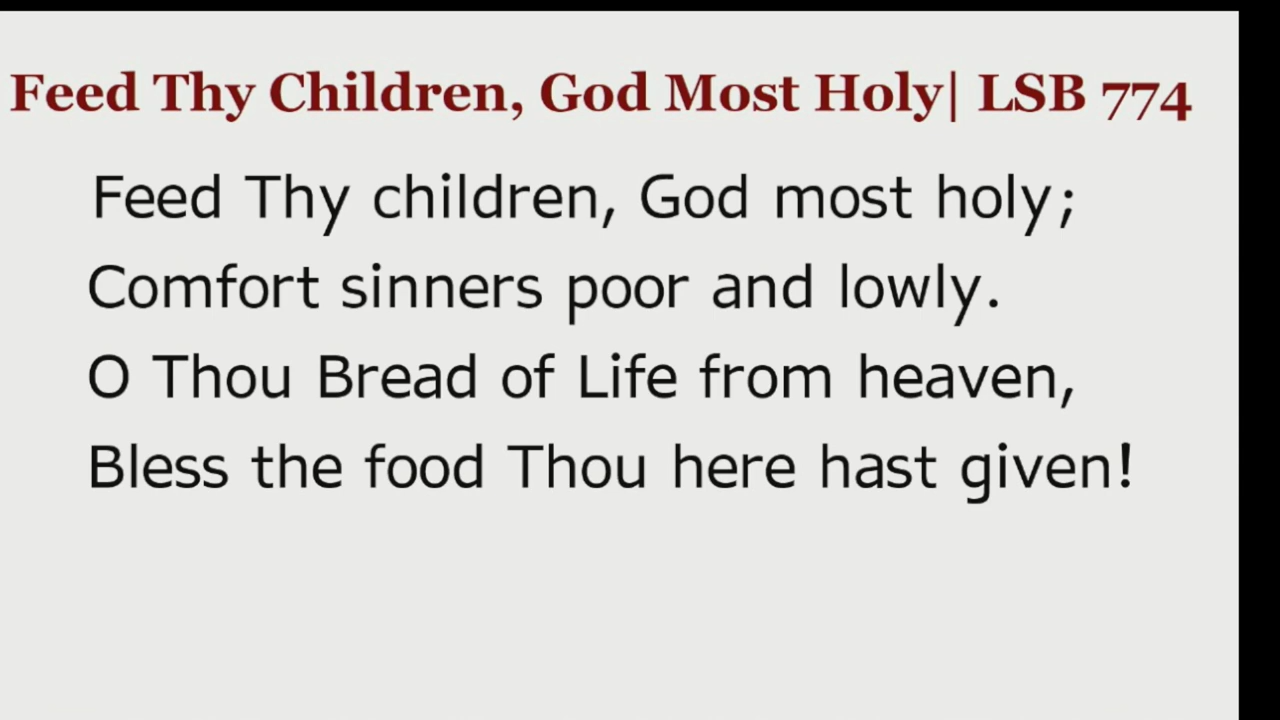 Feed Thy Children, God Most Holy| LSB 774
Feed Thy children, God most holy;
Comfort sinners poor and lowly.
O Thou Bread of Life from heaven,
Bless the food Thou here hast given!